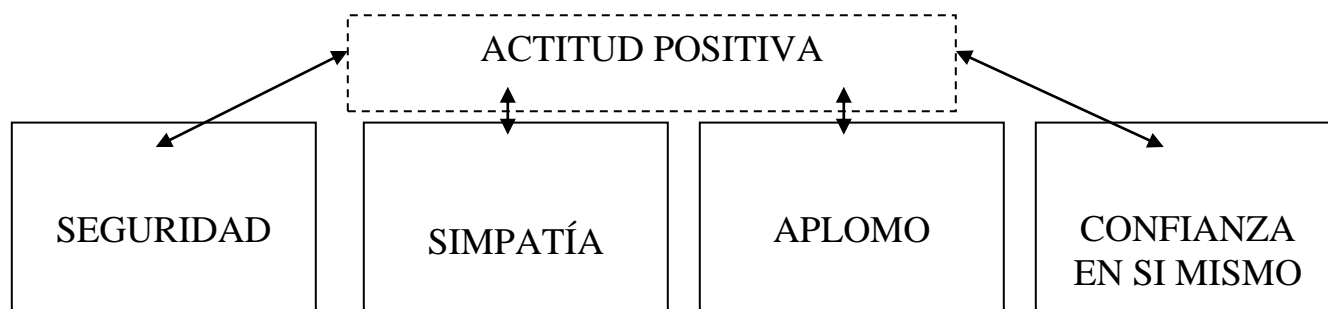 ACTITUD POSITIVA
SEGURIDAD
SIMPATÍA
APLOMO
CONFIANZA
EN SI MISMO